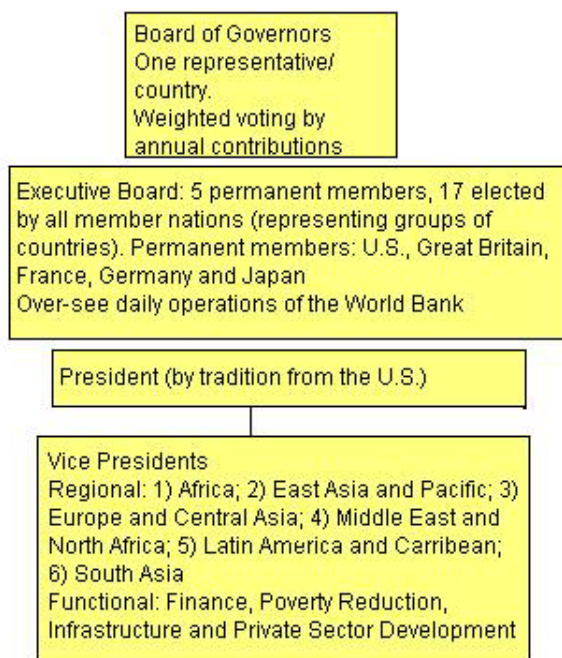 Board of Governors
One representative/
country.
Weighted voting by
annual contributions
Executive Board: 5 permanent members, 17 elected
by all member nations (representing groups of
countries). Permanent members: U.S., Great Britain,
France, Germany and Japan
Over-see daily operations of the World Bank
President (by tradition from the U.S.)
Vice Presidents
Regional: 1) Africa; 2) East Asia and Pacific; 3)
Europe and Central Asia; 4) Middle East and
North Africa; 5) Latin America and Carribean;
6) South Asia
Functional: Finance, Poverty Reduction,
Infrastructure and Private Sector Development